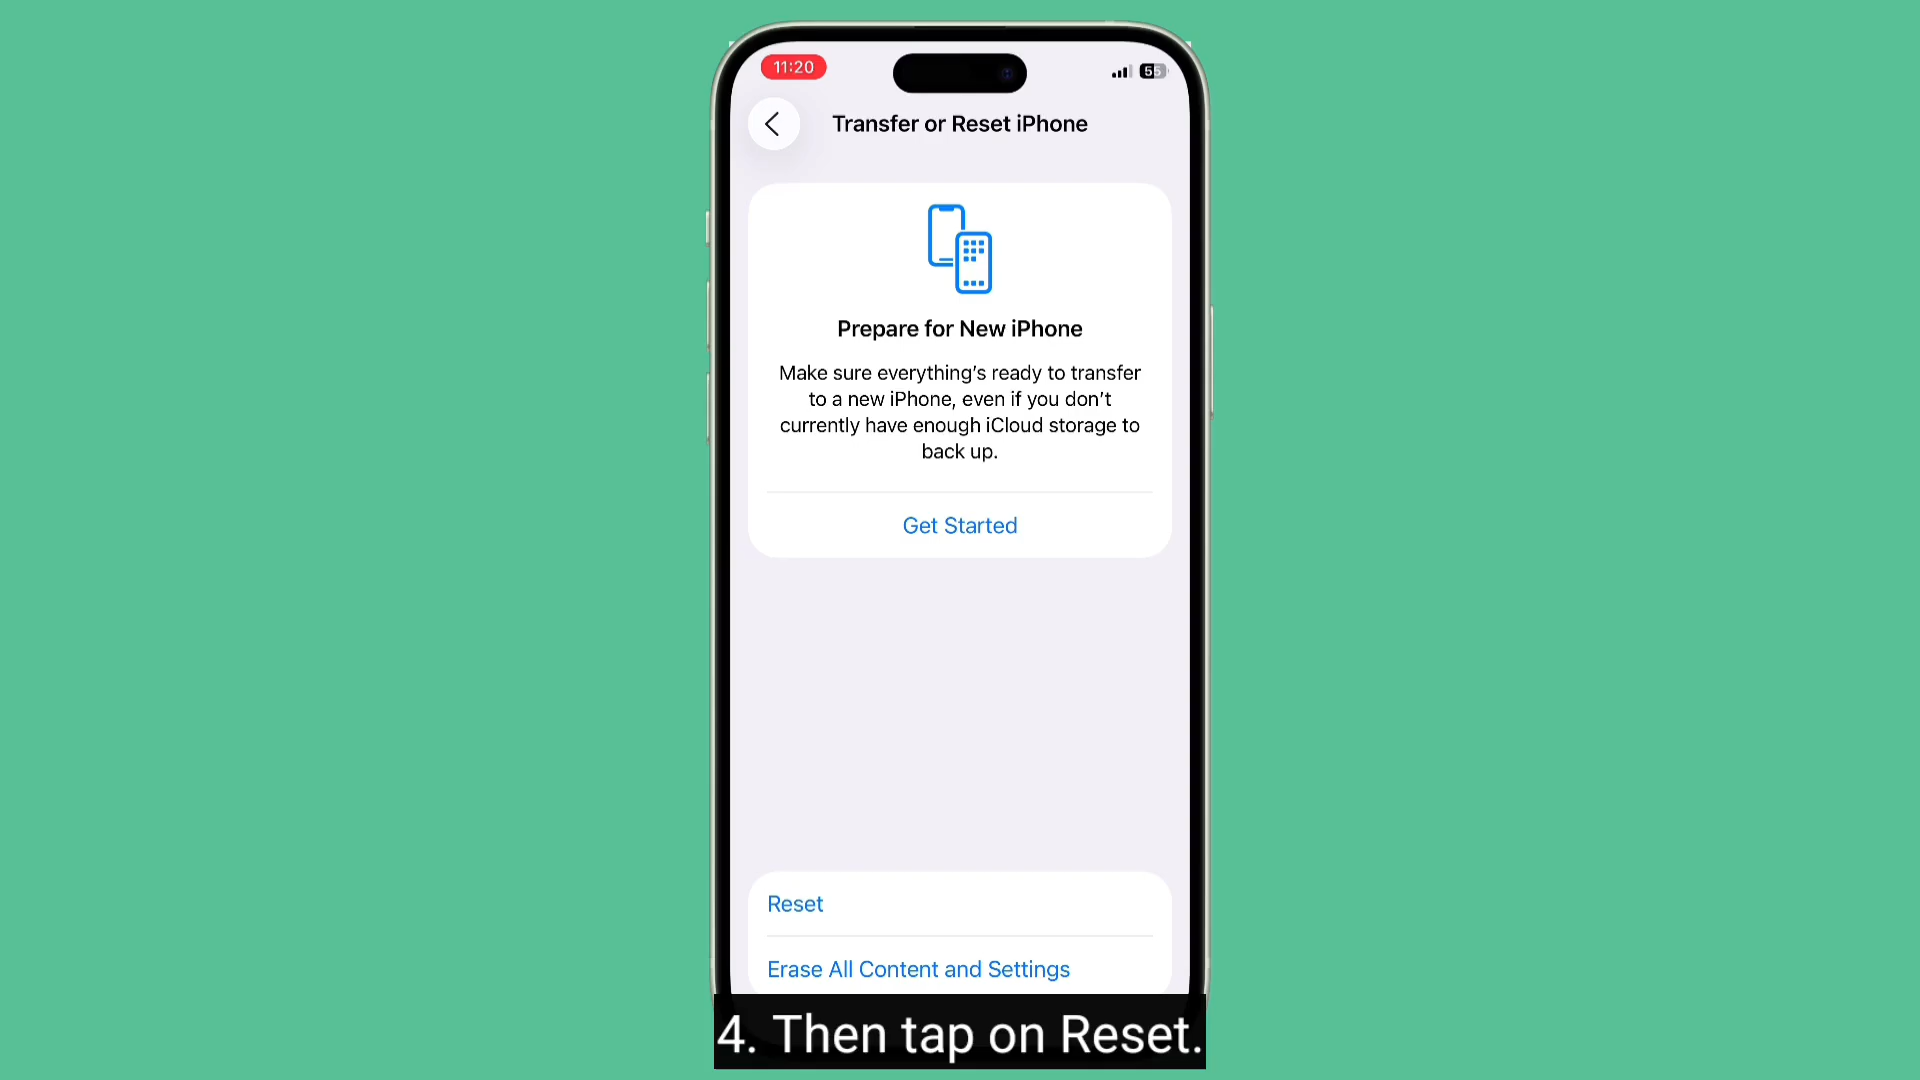 11:20
55
Transfer or Reset iPhone
Prepare for New iPhone
Make sure everything’s ready to transfer
to a new iPhone, even if you don’t
currently have enough iCloud storage to
back up.
Get Started
Reset
Erase All Content and Settings
4. Then tap on Reset.